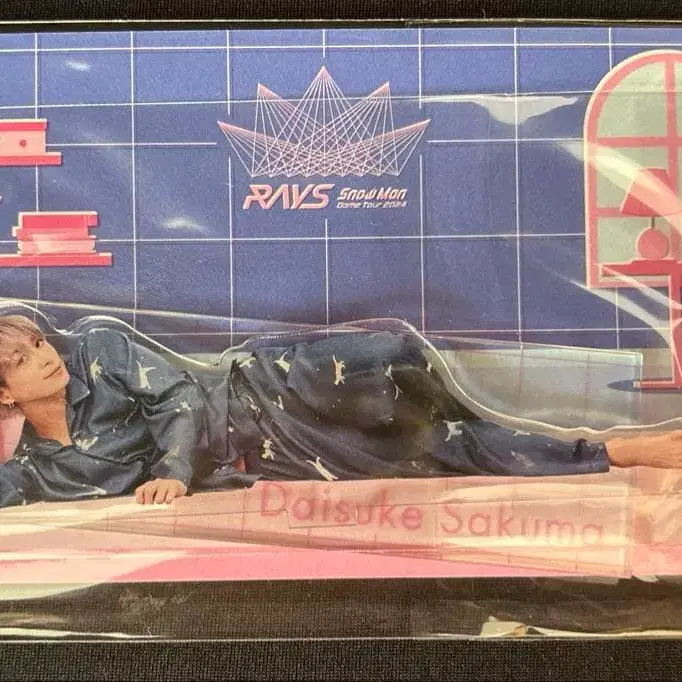 RAYS
Snow Man
Dome Tour 2024
Daisuke Sakuma